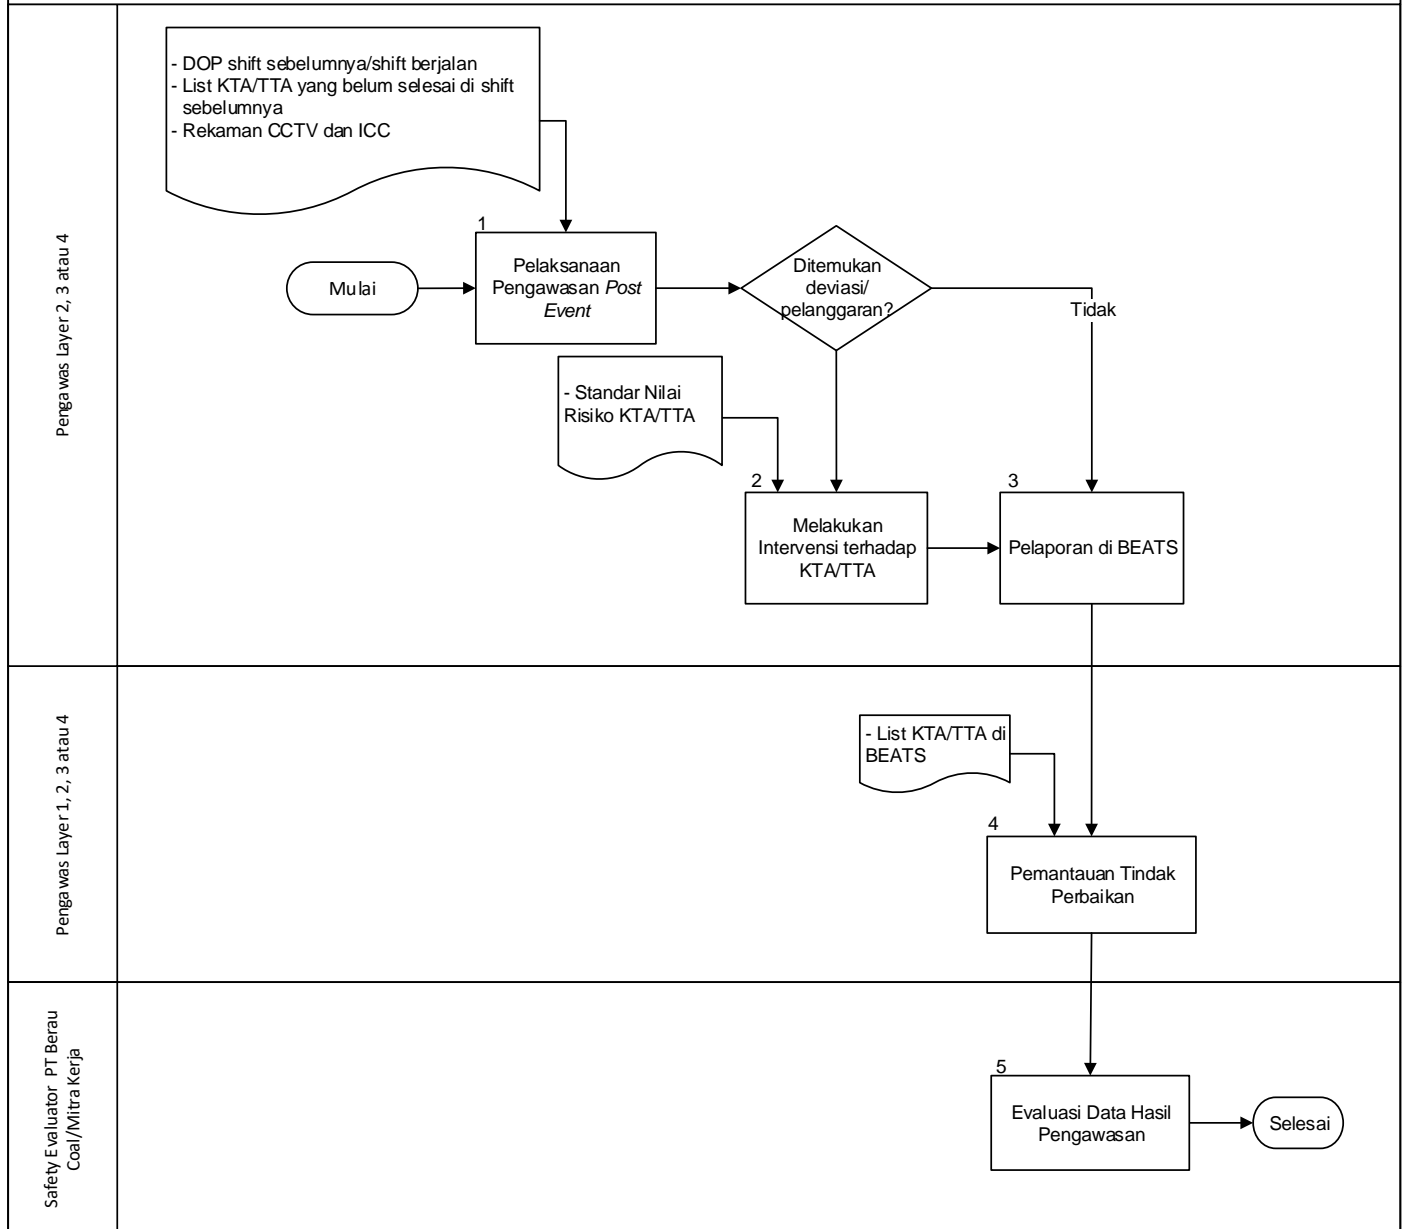 Pengawas Layer 2, 3 atau 4
- DOP shift sebelumnya/shift berjalan
- List KTA/TTA yang belum selesai di shift
sebelumnya
- Rekaman CCTV dan ICC
Mulai
1
Pelaksanaan
Pengawasan Post
Event
Ditemukan
deviasi/
pelanggaran?
Tidak
- Standar Nilai
Risiko KTA/TTA
2
Melakukan
Intervensi terhadap
KTA/TTA
3
Pelaporan di BEATS
Pengawas Layer 1, 2, 3 atau 4
- List KTA/TTA di
BEATS
4
Pemantauan Tindak
Perbaikan
Safety Evaluator PT Berau
Coal/Mitra Kerja
5
Evaluasi Data Hasil
Pengawasan
Selesai